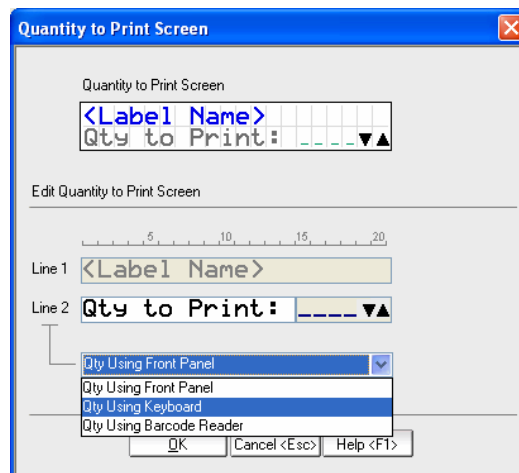 Quantity to Print Screen
Quantity to Print Screen
<Label Name>
Qty to Print: _ _ _ _ ▼▲
Edit Quantity to Print Screen
5 10 15 20
Line 1 <Label Name>
Line 2 Qty to Print: _ _ _ _ ▼▲
Qty Using Front Panel
Qty Using Front Panel
Qty Using Keyboard
Qty Using Barcode Reader
OK Cancel <Esc> Help <F1>